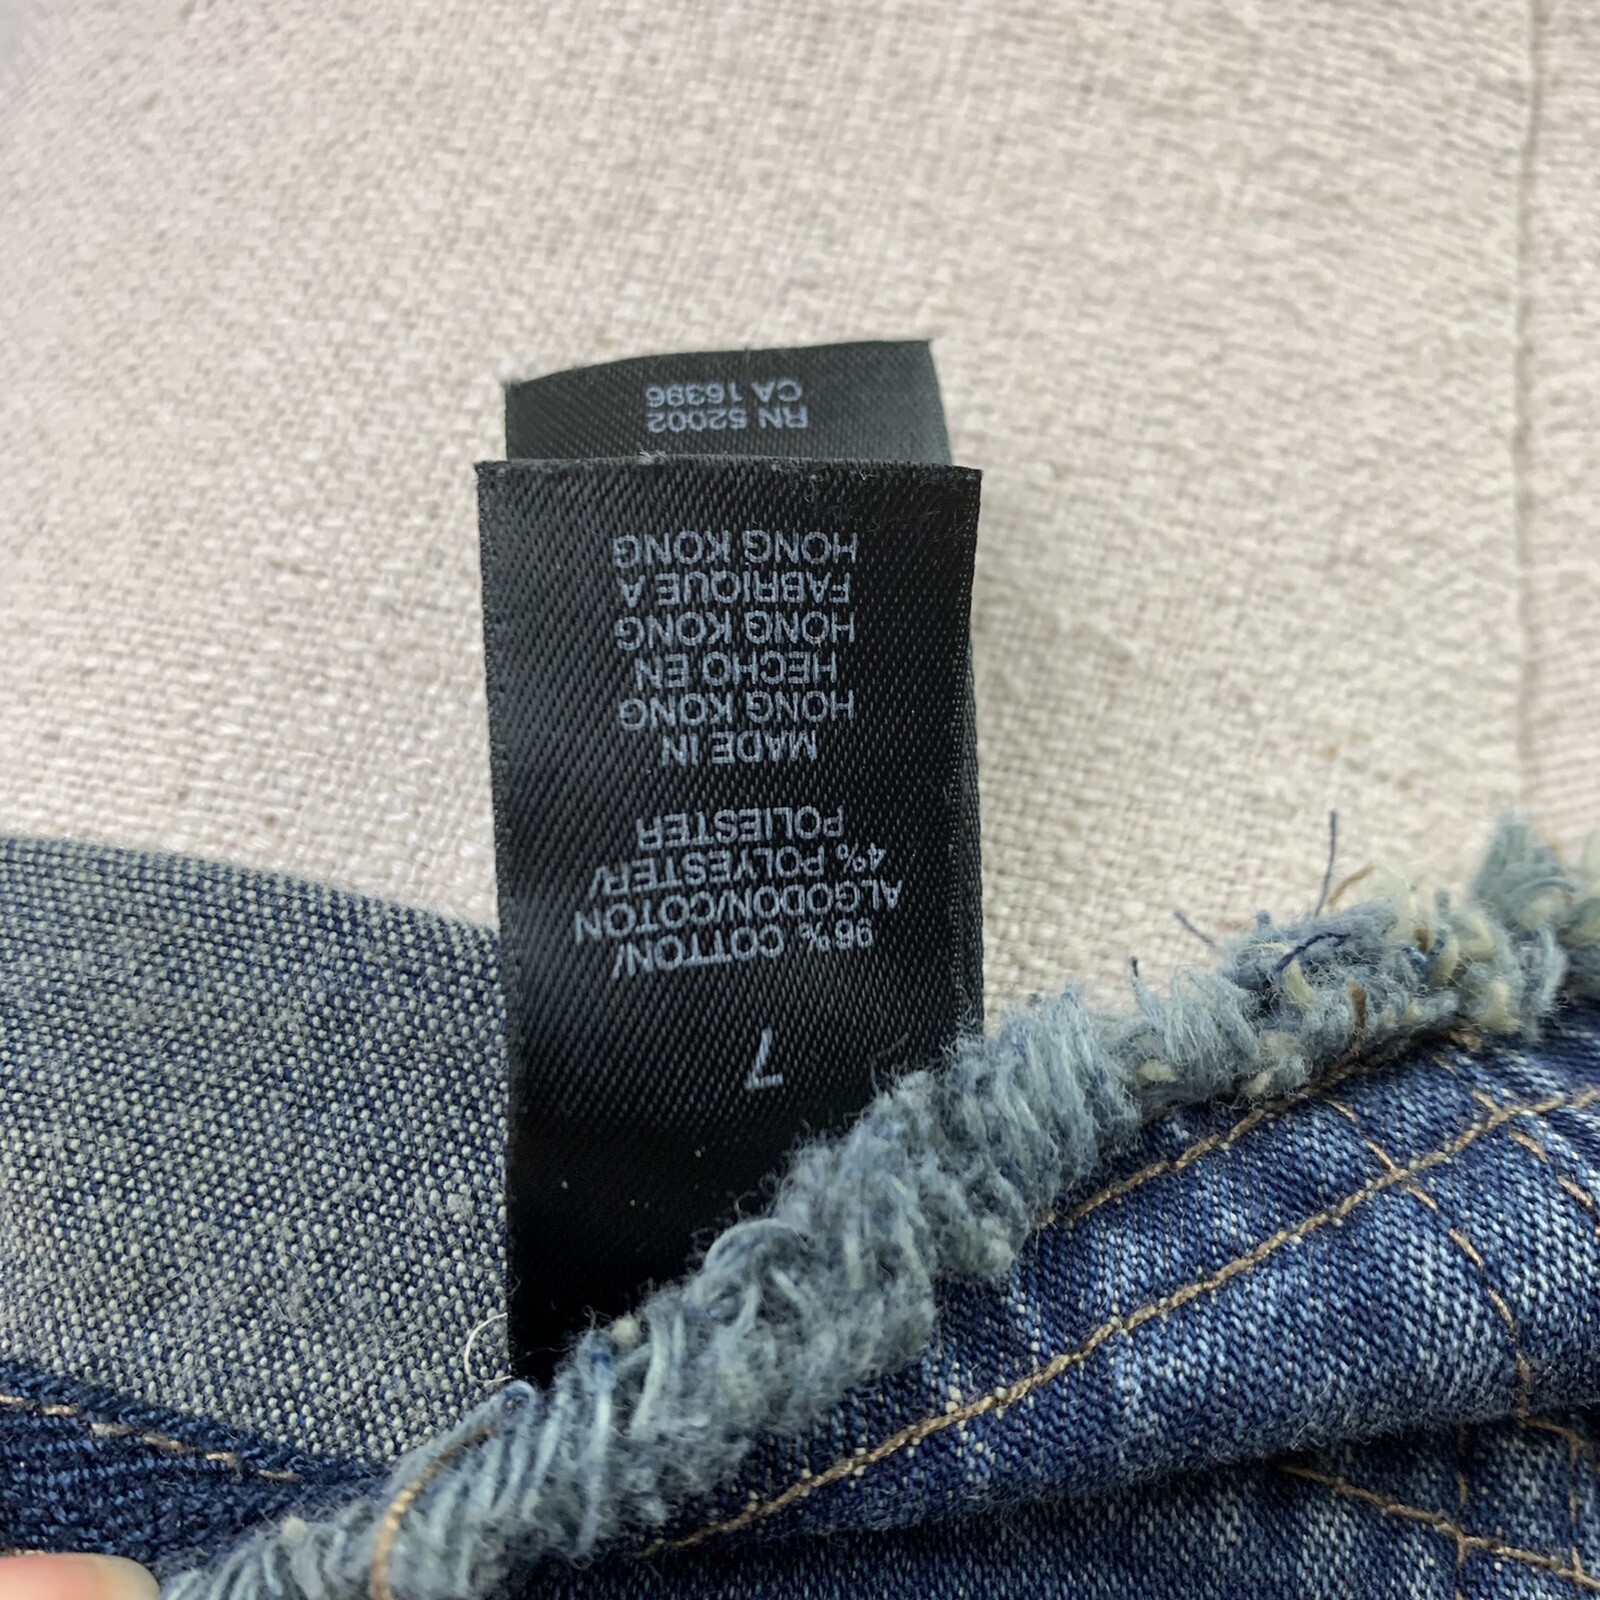 7
96% COTTON/
ALGODON/COTON
4% POLYESTER/
POLIESTER
MADE IN
HONG KONG
HECHO EN
HONG KONG
FABRIQUE A
HONG KONG
RN 52002
CA 16396